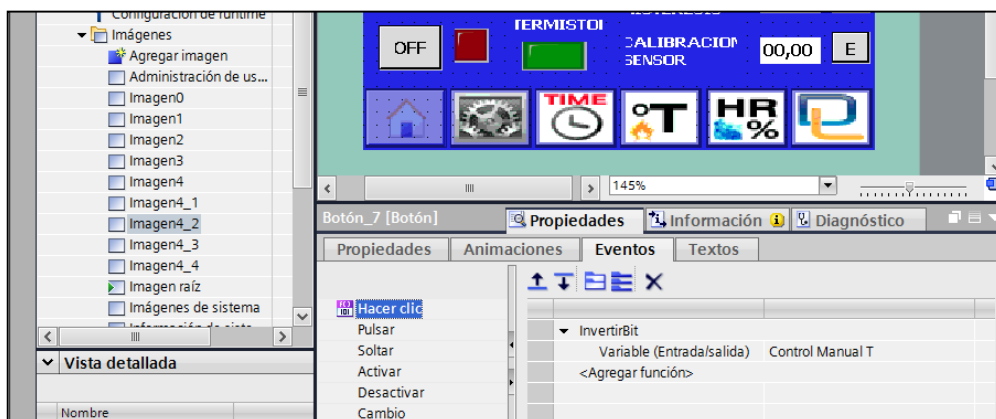 Configuración de runtime
Imágenes
Agregar imagen
Administración de us...
Imagen0
Imagen1
Imagen2
Imagen3
Imagen4
Imagen4_1
Imagen4_2
Imagen4_3
Imagen4_4
Imagen raíz
Imágenes de sistema
Vista detallada
Nombre
OFF
CALIBRACION
SENSOR
00,00
E
TIME
°T
HR
%
145%
Botón_7 [Botón]
Propiedades
Información
Diagnóstico
Propiedades
Animaciones
Eventos
Textos
Hacer clic
Pulsar
Soltar
Activar
Desactivar
Cambio
InvertirBit
Variable (Entrada/salida)
Control Manual T
<Agregar función>